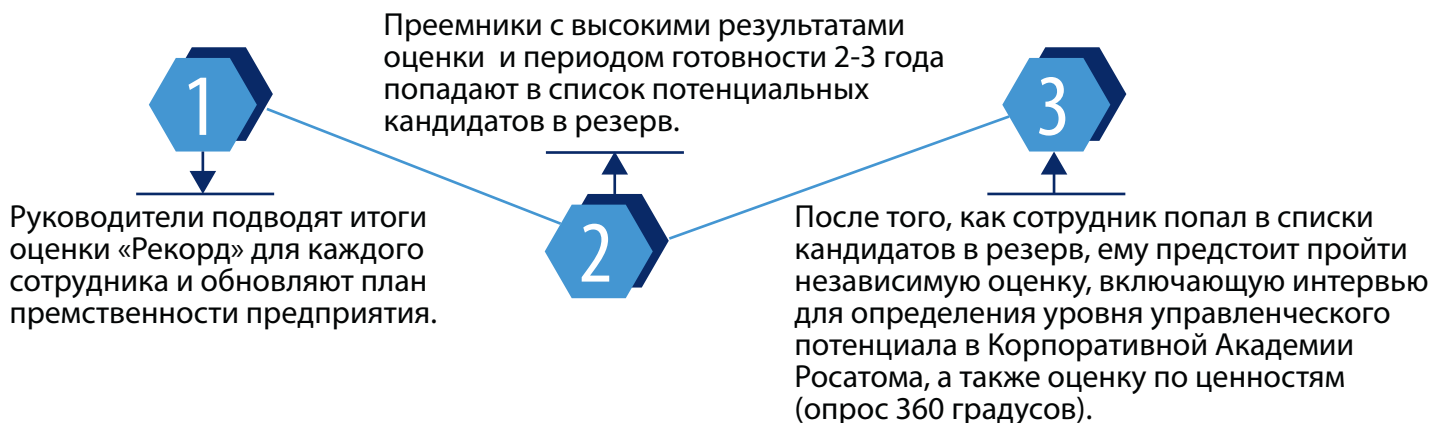 1
Руководители подводят итоги
оценки «Рекорд» для каждого
сотрудника и обновляют план
премственности предприятия.
Преемники с высокими результатами
оценки и периодом готовности 2-3 года
попадают в список потенциальных
кандидатов в резерв.
2
3
После того, как сотрудник попал в списки
кандидатов в резерв, ему предстоит пройти
независимую оценку, включающую интервью
для определения уровня управленческого
потенциала в Корпоративной Академии
Росатома, а также оценку по ценностям
(опрос 360 градусов).